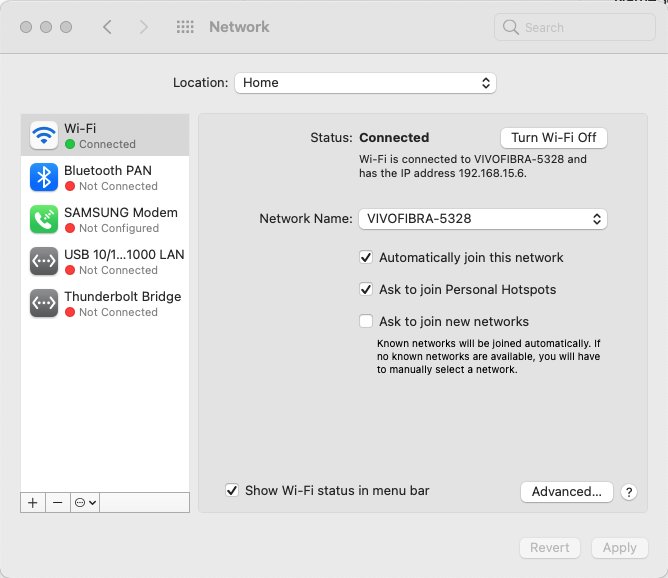 Network
Search
Location: Home
Wi-Fi
Connected
Bluetooth PAN
Not Connected
SAMSUNG Modem
Not Configured
USB 10/1...1000 LAN
Not Connected
Thunderbolt Bridge
Not Connected
Status: Connected
Turn Wi-Fi Off
Wi-Fi is connected to VIVOFIBRA-5328 and
has the IP address 192.168.15.6.
Network Name: VIVOFIBRA-5328
Automatically join this network
Ask to join Personal Hotspots
Ask to join new networks
Known networks will be joined automatically. If
no known networks are available, you will have
to manually select a network.
Show Wi-Fi status in menu bar
Advanced...
?
Revert
Apply